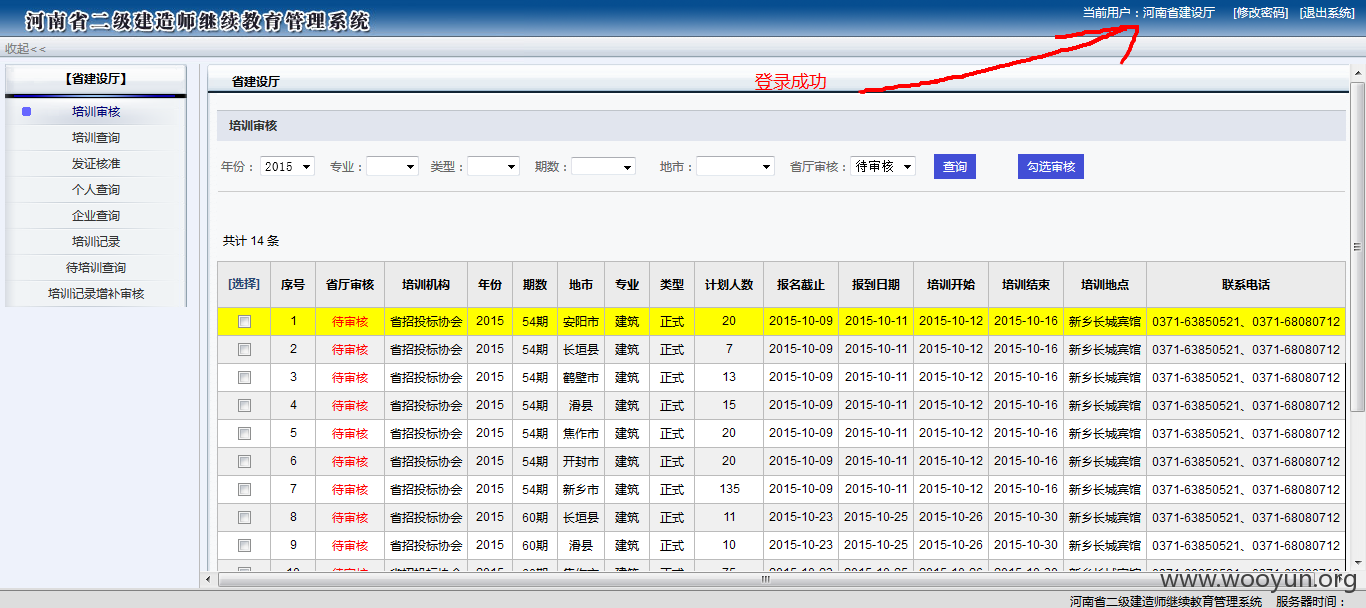 河南省二级建造师继续教育管理系统
当前用户：河南省建设厅 [修改密码] [退出系统]
收起<<
【省建设厅】
培训审核
培训查询
发证核准
个人查询
企业查询
培训记录
待培训查询
培训记录增补审核
省建设厅
登录成功
培训审核
年份： 2015 专业： 类型： 期数： 地市： 省厅审核： 待审核 查询 勾选审核
共计 14 条
[选择] 序号 省厅审核 培训机构 年份 期数 地市 专业 类型 计划人数 报名截止 报到日期 培训开始 培训结束 培训地点 联系电话
1 待审核 省招投标协会 2015 54期 安阳市 建筑 正式 20 2015-10-09 2015-10-11 2015-10-12 2015-10-16 新乡长城宾馆 0371-63850521、0371-68080712
2 待审核 省招投标协会 2015 54期 长垣县 建筑 正式 7 2015-10-09 2015-10-11 2015-10-12 2015-10-16 新乡长城宾馆 0371-63850521、0371-68080712
3 待审核 省招投标协会 2015 54期 鹤壁市 建筑 正式 13 2015-10-09 2015-10-11 2015-10-12 2015-10-16 新乡长城宾馆 0371-63850521、0371-68080712
4 待审核 省招投标协会 2015 54期 滑县 建筑 正式 15 2015-10-09 2015-10-11 2015-10-12 2015-10-16 新乡长城宾馆 0371-63850521、0371-68080712
5 待审核 省招投标协会 2015 54期 焦作市 建筑 正式 20 2015-10-09 2015-10-11 2015-10-12 2015-10-16 新乡长城宾馆 0371-63850521、0371-68080712
6 待审核 省招投标协会 2015 54期 开封市 建筑 正式 20 2015-10-09 2015-10-11 2015-10-12 2015-10-16 新乡长城宾馆 0371-63850521、0371-68080712
7 待审核 省招投标协会 2015 54期 新乡市 建筑 正式 135 2015-10-09 2015-10-11 2015-10-12 2015-10-16 新乡长城宾馆 0371-63850521、0371-68080712
8 待审核 省招投标协会 2015 60期 长垣县 建筑 正式 11 2015-10-23 2015-10-25 2015-10-26 2015-10-30 新乡长城宾馆 0371-63850521、0371-68080712
9 待审核 省招投标协会 2015 60期 滑县 建筑 正式 10 2015-10-23 2015-10-25 2015-10-26 2015-10-30 新乡长城宾馆 0371-63850521、0371-68080712
www.wooyun.org
河南省二级建造师继续教育管理系统 服务器时间：